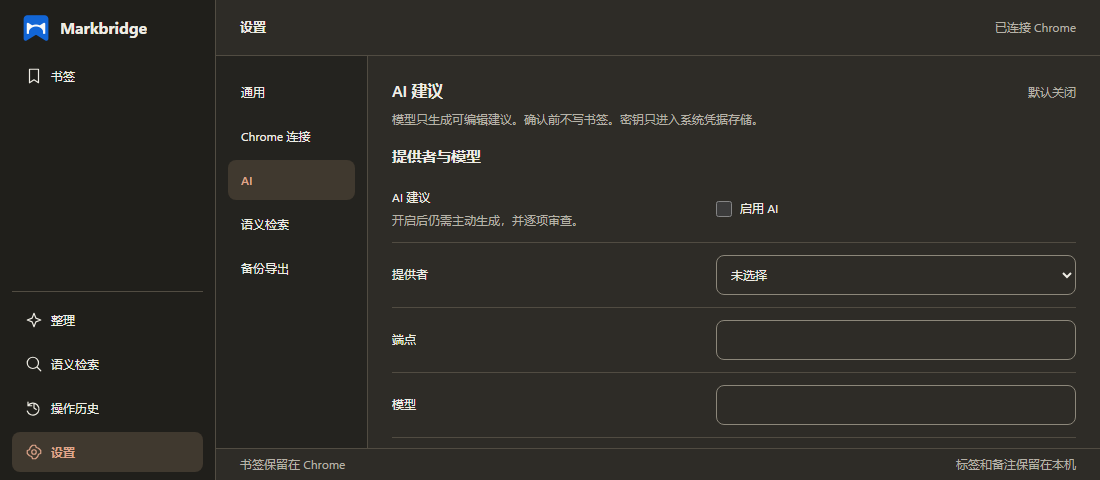 Markbridge
书签
整理
语义检索
操作历史
设置
设置
已连接 Chrome
通用
Chrome 连接
AI
语义检索
备份导出
AI 建议
默认关闭
模型只生成可编辑建议。确认前不写书签。密钥只进入系统凭据存储。
提供者与模型
AI 建议
开启后仍需主动生成，并逐项审查。
启用 AI
提供者
未选择
端点
模型
书签保留在 Chrome
标签和备注保留在本机